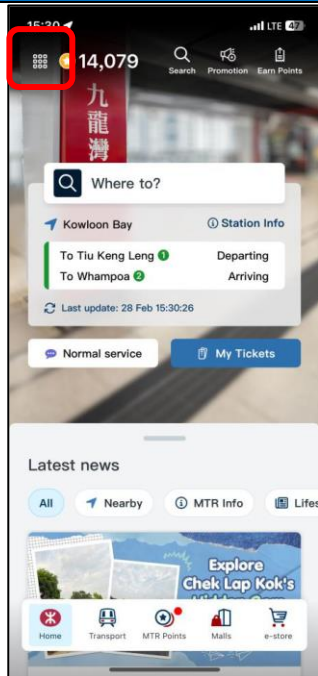 15:30 LTE 47
14,079 Search Promotion Earn Points
九
龍
灣
Where to?
Kowloon Bay Station Info
To Tiu Keng Leng 1 Departing
To Whampoa 2 Arriving
Last update: 28 Feb 15:30:26
Normal service My Tickets
Latest news
All Nearby MTR Info Lifes
Explore
Chek Lap Kok's
Home Transport MTR Points Malls e-store